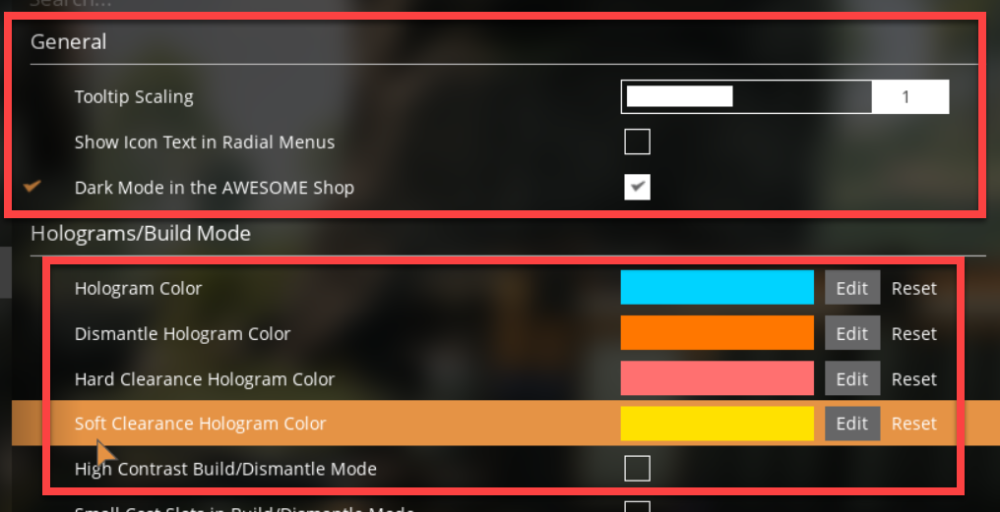 Search...
General
Tooltip Scaling 1
Show Icon Text in Radial Menus
Dark Mode in the AWESOME Shop
Holograms/Build Mode
Hologram Color Edit Reset
Dismantle Hologram Color Edit Reset
Hard Clearance Hologram Color Edit Reset
Soft Clearance Hologram Color Edit Reset
High Contrast Build/Dismantle Mode
Small Cost Slots in Build/Dismantle Mode